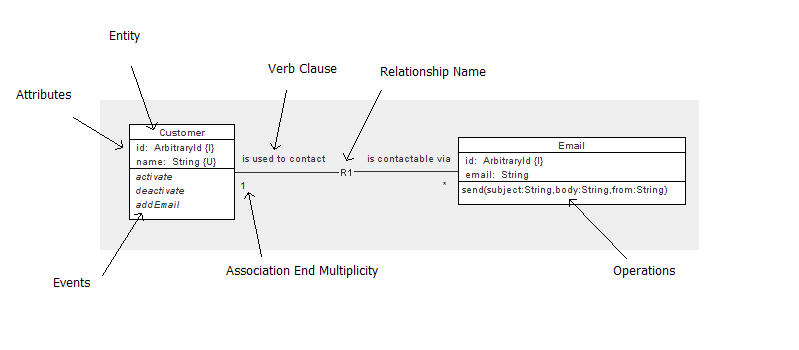 Entity
Verb Clause
Relationship Name
Attributes
Customer
id: ArbitraryId {I}
name: String {U}
activate
deactivate
addEmail
is used to contact
R1
is contactable via
1
*
Email
id: ArbitraryId {I}
email: String
send(subject:String,body:String,from:String)
Events
Association End Multiplicity
Operations